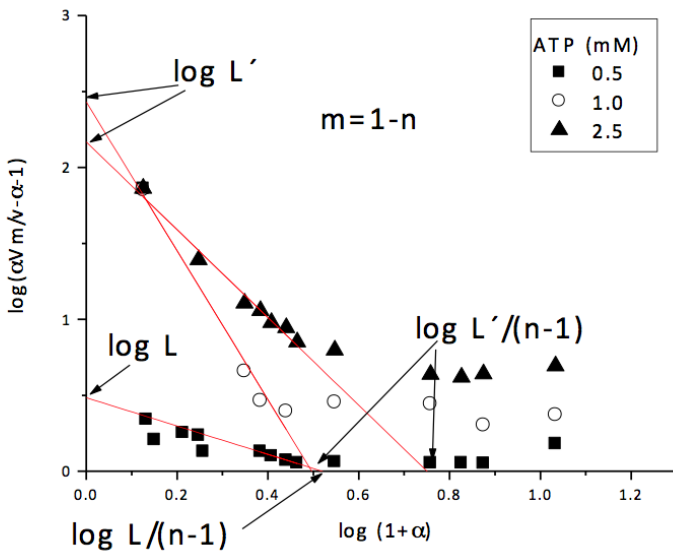 3
ATP (mM)
0.5
1.0
2.5
log L´
m=1-n
2
log (αVm/v-α-1)
1
log L
log L´/(n-1)
0
0.0 0.2 0.4 0.6 0.8 1.0 1.2
log L/(n-1)
log (1+α)